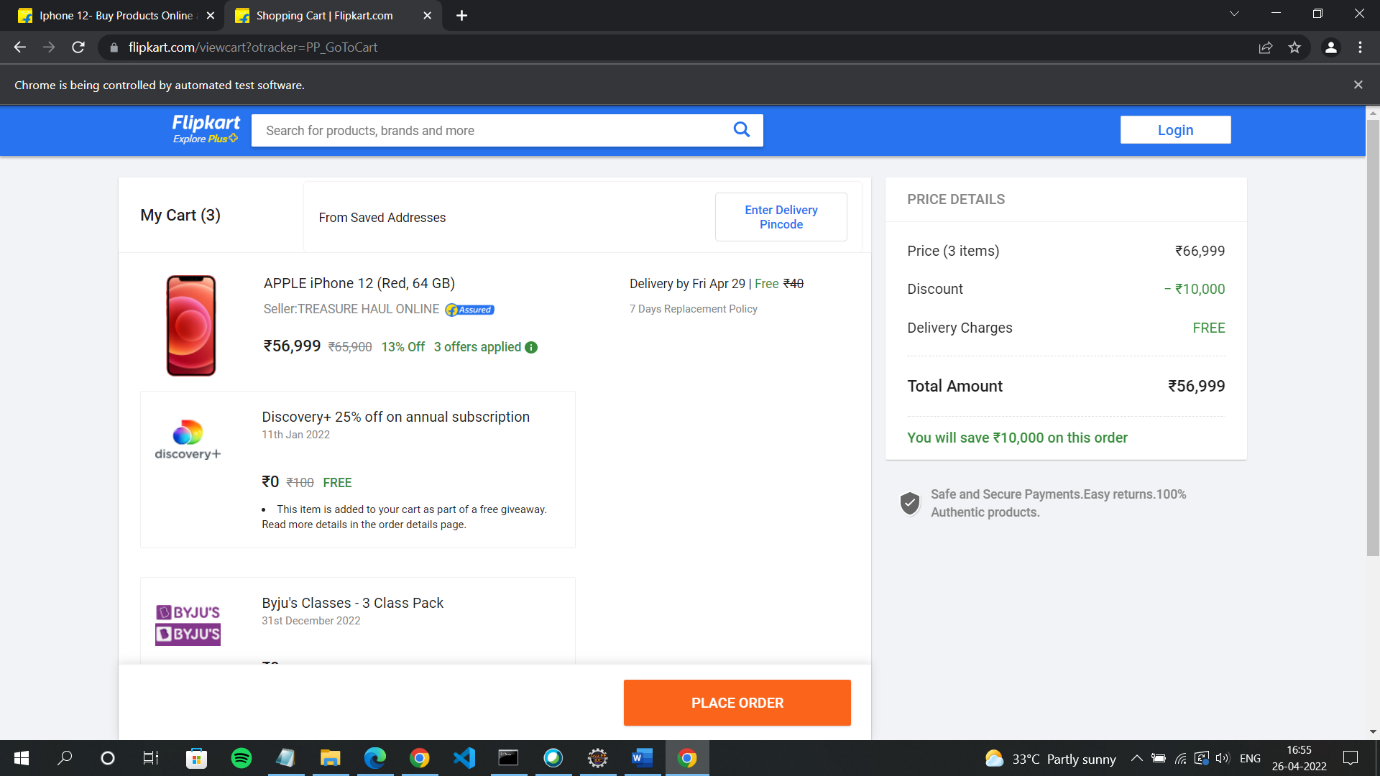 Iphone 12- Buy Products Online
Shopping Cart | Flipkart.com
flipkart.com/viewcart?otracker=PP_GoToCart
Chrome is being controlled by automated test software.
Flipkart
Explore Plus
Search for products, brands and more
Login
My Cart (3)
From Saved Addresses
Enter Delivery
Pincode
APPLE iPhone 12 (Red, 64 GB)
Seller:TREASURE HAUL ONLINE Assured
₹56,999 ₹65,900 13% Off 3 offers applied
Delivery by Fri Apr 29 | Free ₹40
7 Days Replacement Policy
discovery+
Discovery+ 25% off on annual subscription
11th Jan 2022
₹0 ₹100 FREE
• This item is added to your cart as part of a free giveaway.
Read more details in the order details page.
BYJU'S
BYJU'S
Byju's Classes - 3 Class Pack
31st December 2022
PLACE ORDER
PRICE DETAILS
Price (3 items) ₹66,999
Discount − ₹10,000
Delivery Charges FREE
Total Amount ₹56,999
You will save ₹10,000 on this order
Safe and Secure Payments.Easy returns.100%
Authentic products.
33°C Partly sunny
ENG
16:55
26-04-2022